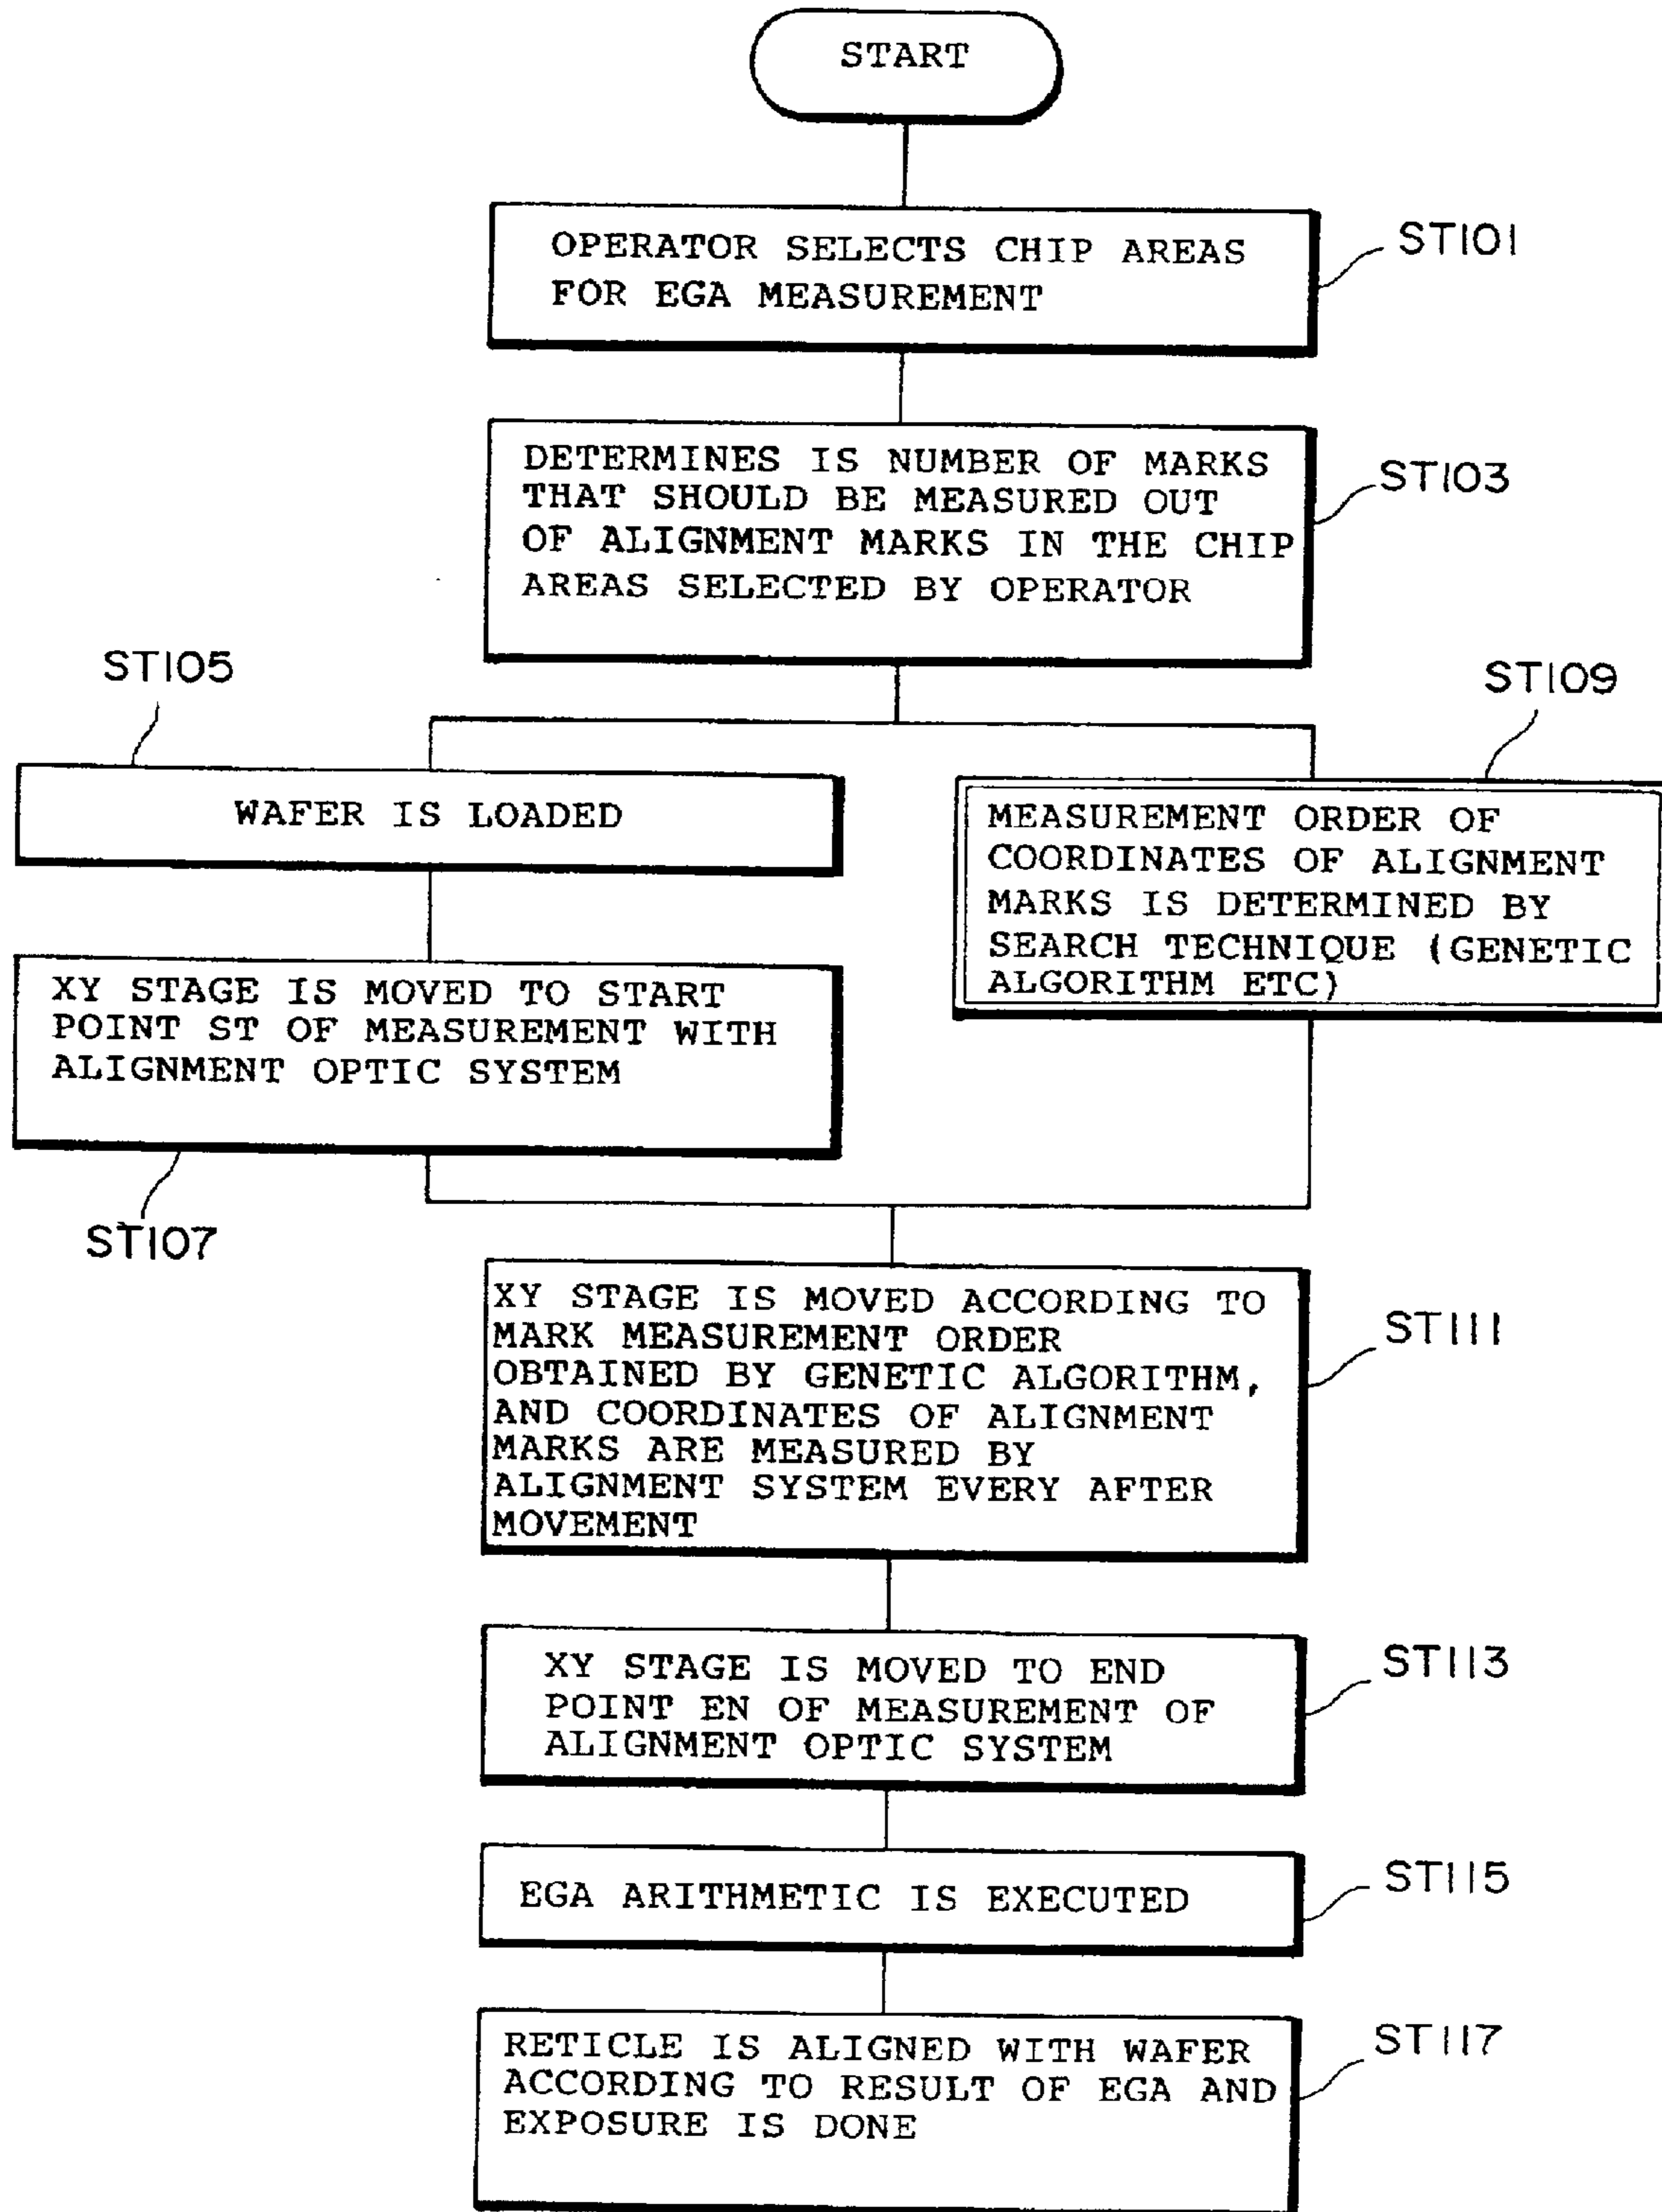 START
OPERATOR SELECTS CHIP AREAS
FOR EGA MEASUREMENT
ST101
DETERMINES IS NUMBER OF MARKS
THAT SHOULD BE MEASURED OUT
OF ALIGNMENT MARKS IN THE CHIP
AREAS SELECTED BY OPERATOR
ST103
ST105
WAFER IS LOADED
XY STAGE IS MOVED TO START
POINT ST OF MEASUREMENT WITH
ALIGNMENT OPTIC SYSTEM
ST107
ST109
MEASUREMENT ORDER OF
COORDINATES OF ALIGNMENT
MARKS IS DETERMINED BY
SEARCH TECHNIQUE (GENETIC
ALGORITHM ETC)
XY STAGE IS MOVED ACCORDING TO
MARK MEASUREMENT ORDER
OBTAINED BY GENETIC ALGORITHM,
AND COORDINATES OF ALIGNMENT
MARKS ARE MEASURED BY
ALIGNMENT SYSTEM EVERY AFTER
MOVEMENT
ST111
XY STAGE IS MOVED TO END
POINT EN OF MEASUREMENT OF
ALIGNMENT OPTIC SYSTEM
ST113
EGA ARITHMETIC IS EXECUTED
ST115
RETICLE IS ALIGNED WITH WAFER
ACCORDING TO RESULT OF EGA AND
EXPOSURE IS DONE
ST117